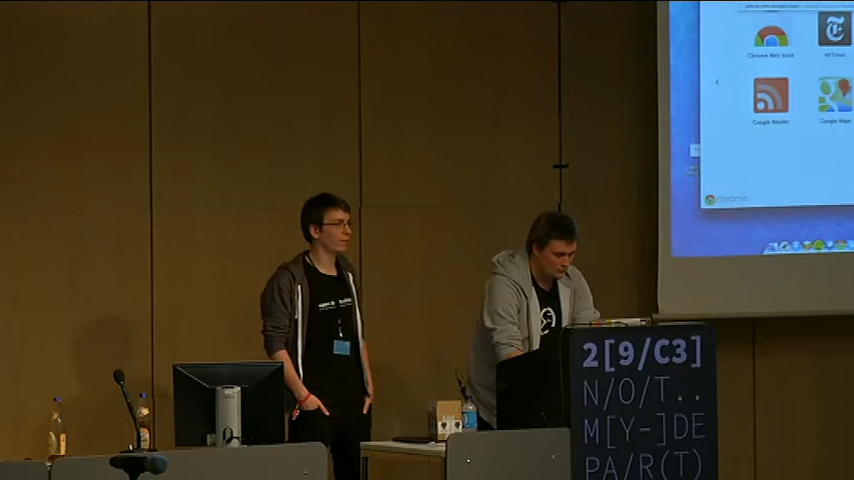 Chrome Web Store
NYTimes
Google Reader
Google Maps
chrome
2[9/C3]
N/O/T...
M[Y-]DE
PA/R(T)